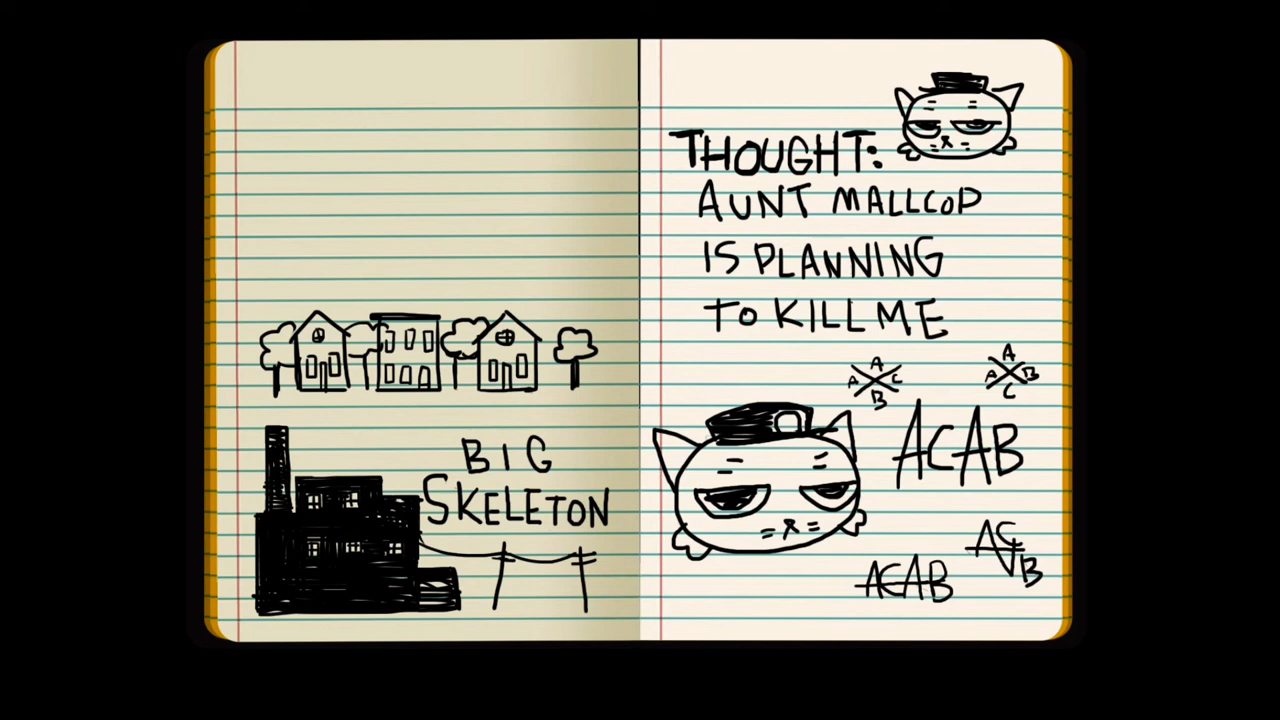 BIG
SKELETON
THOUGHT:
AUNT MALLCOP
IS PLANNING
TO KILL ME
A
A C
B
A
A B
C
ACAB
ACAB
ACAB